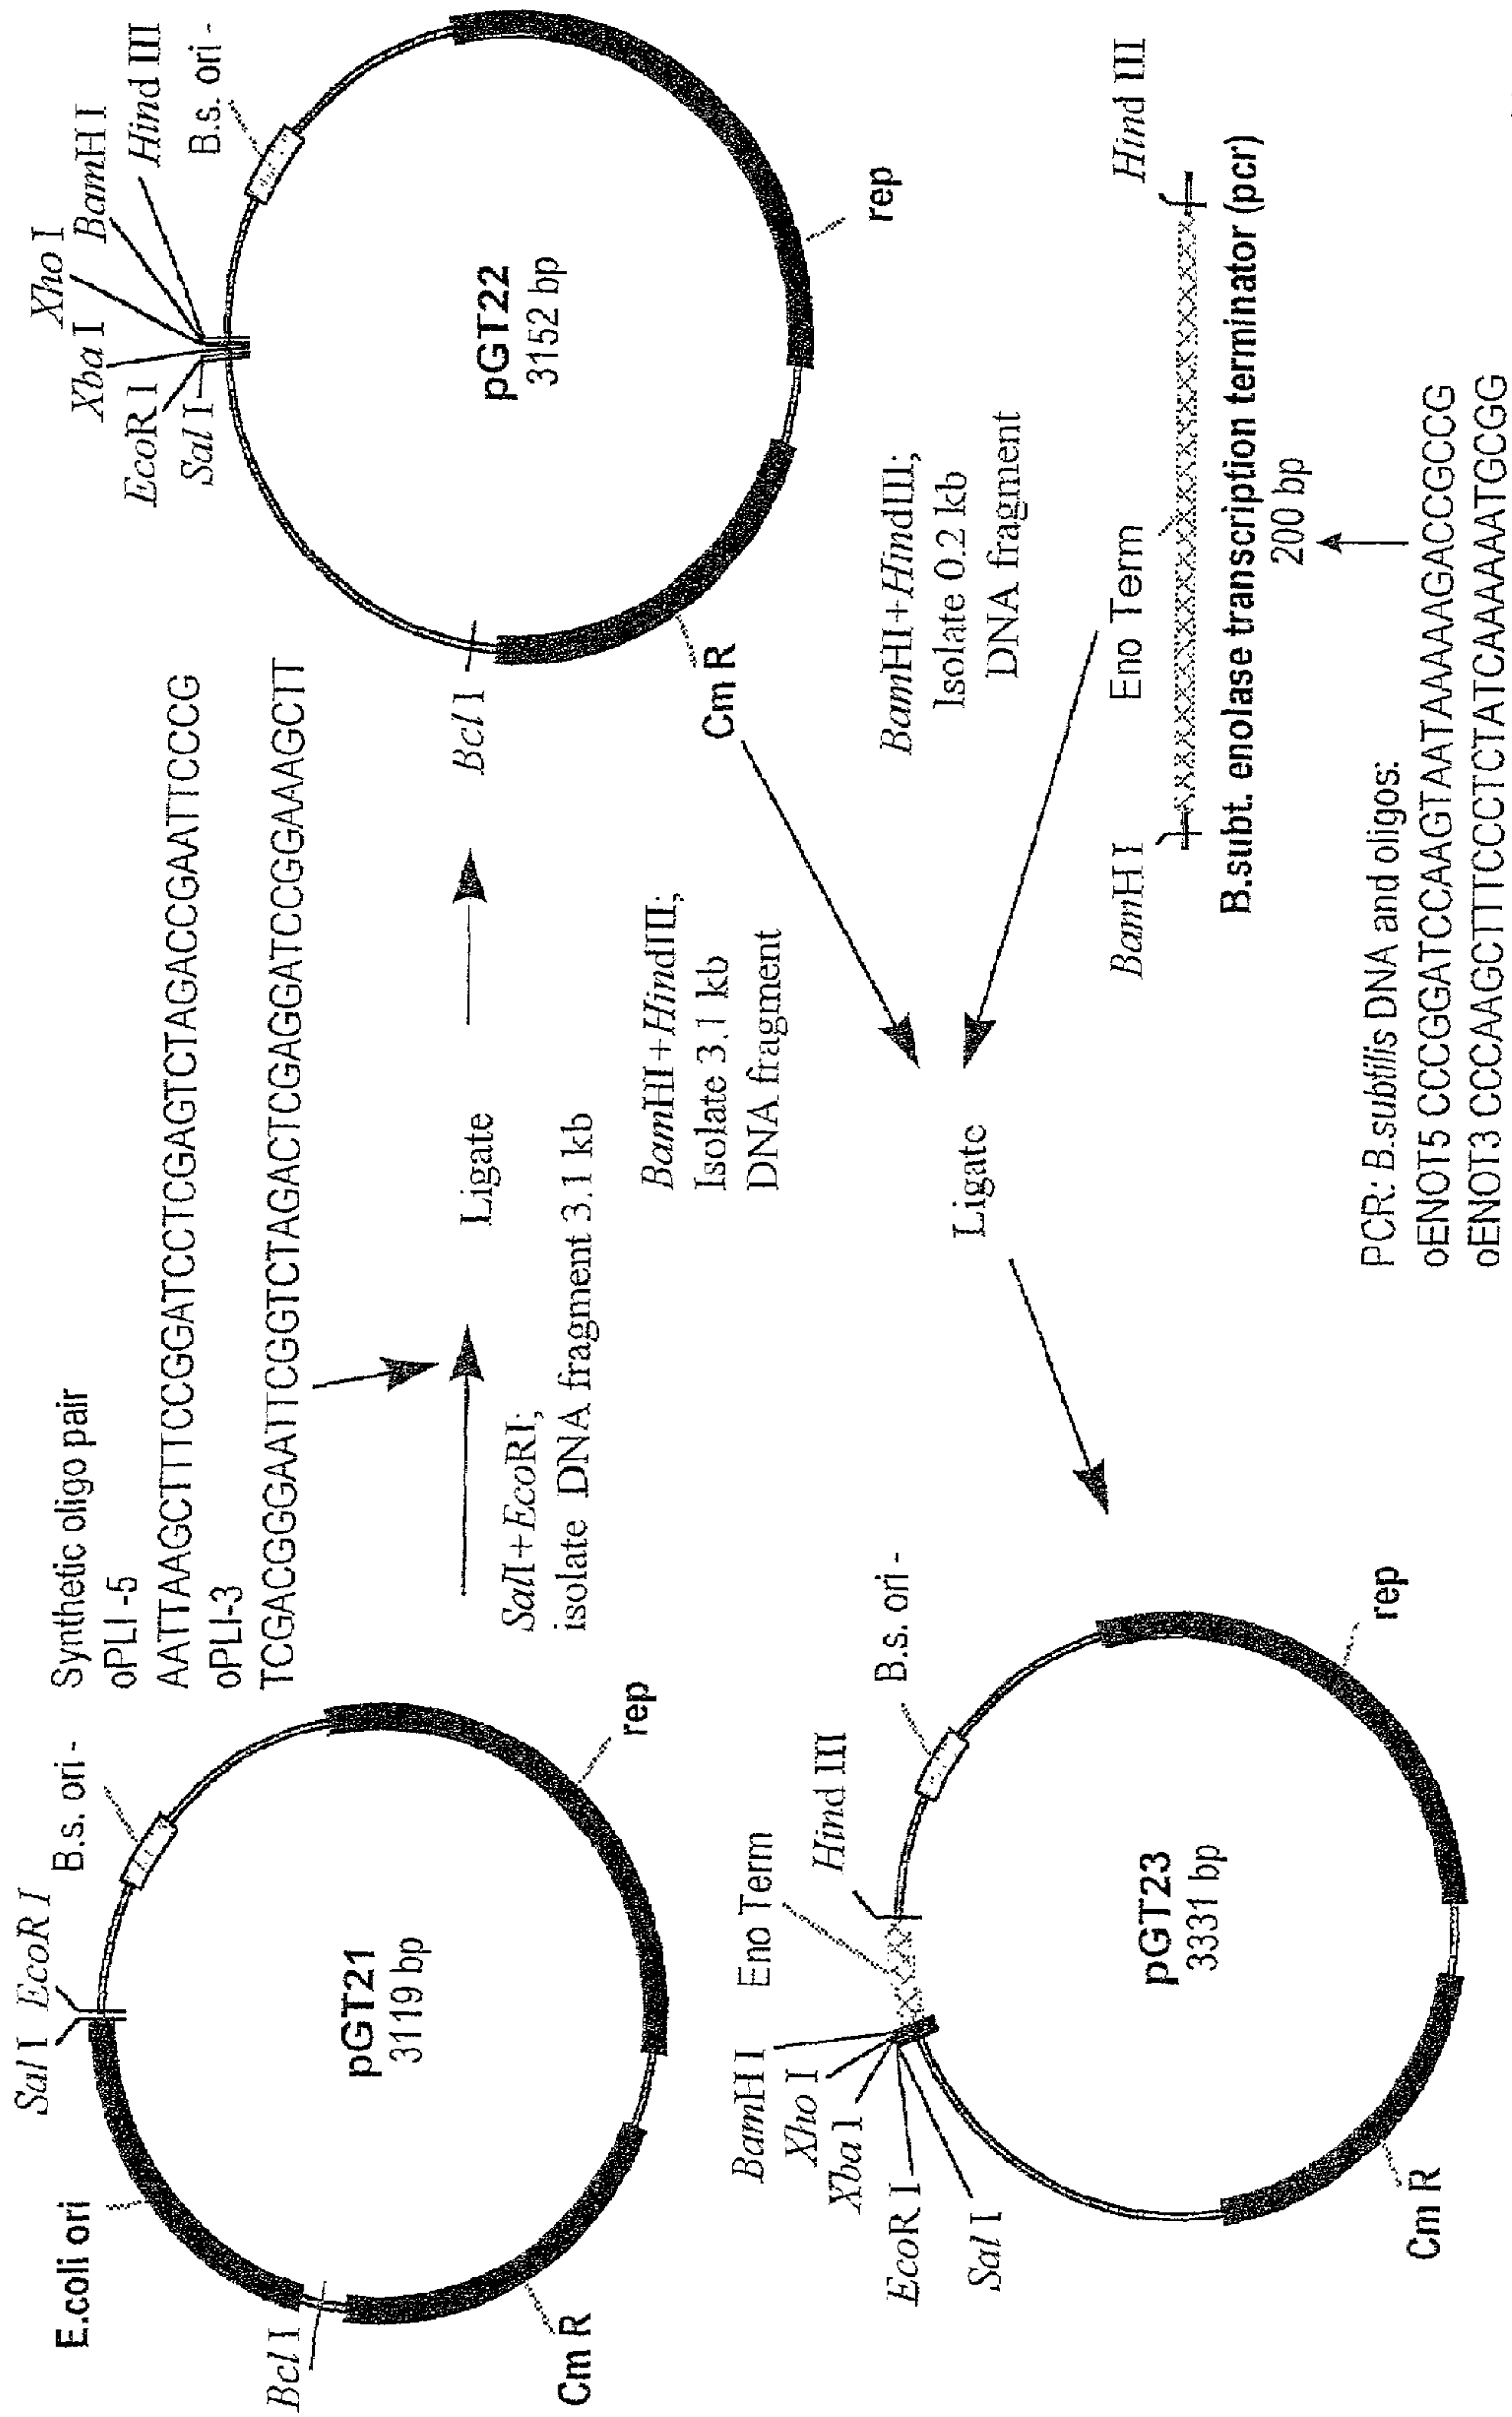 Sal I EcoR I
B.s. ori -
E.coli ori
pGT21
3119 bp
Bcl I
Cm R
rep
Synthetic oligo pair
oPLI-5
AATTAAGCTTTCCGGATCCTCGAGTCTAGACCGAATTCCCG
oPLI-3
TCGACGGGAATTCGGTCTAGACTCGAGGATCCGGAAAGCTT
SalI+EcoRI;
isolate DNA fragment 3.1 kb
Ligate
Xba I
Xho I
BamH I
Hind III
EcoR I
Sal I
B.s. ori -
pGT22
3152 bp
Bcl I
Cm R
rep
BamHI+HindIII;
Isolate 3.1 kb
DNA fragment
BamHI+HindIII;
Isolate 0.2 kb
DNA fragment
Ligate
BamH I
Eno Term
Hind III
B.subt. enolase transcription terminator (pcr)
200 bp
PCR: B.subtilis DNA and oligos:
oENOT5 CCCGGATCCAAGTAATAAAAGACCGCCG
oENOT3 CCCAAGCTTTCCCTCTATCAAAAATGCGG
BamH I
Eno Term
Xho I
Xba I
EcoR I
Sal I
Hind III
B.s. ori -
pGT23
3331 bp
Cm R
rep